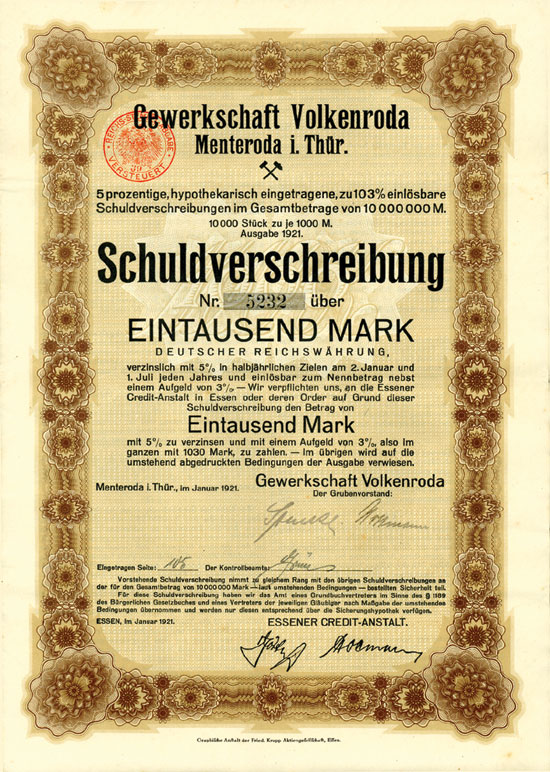 Gewerkschaft Volkenroda
Menteroda i. Thür.
VERSTEUERT
5 prozentige, hypothekarisch eingetragene, zu 103% einlösbare
Schuldverschreibungen im Gesamtbetrage von 10 000 000 M.
10 000 Stück zu je 1000 M.
Ausgabe 1921.
Schuldverschreibung
Nr. 5232 über
EINTAUSEND MARK
DEUTSCHER REICHSWÄHRUNG,
verzinslich mit 5% in halbjährlichen Zielen am 2. Januar und
1. Juli jeden Jahres und einlösbar zum Nennbetrag nebst
einem Aufgeld von 3% — Wir verpflichten uns, an die Essener
Credit-Anstalt in Essen oder deren Order auf Grund dieser
Schuldverschreibung den Betrag von
Eintausend Mark
mit 5% zu verzinsen und mit einem Aufgeld von 3%, also im
ganzen mit 1030 Mark, zu zahlen. — Im übrigen wird auf die
umstehend abgedruckten Bedingungen der Ausgabe verwiesen.
Menteroda i. Thür., im Januar 1921.
Gewerkschaft Volkenroda
Der Grubenvorstand:
Eingetragen Seite: Der Kontrollbeamte:
Vorstehende Schuldverschreibung nimmt zu gleichem Rang mit den übrigen Schuldverschreibungen an
der für den Gesamtbetrag von 10 000 000 Mark — laut umstehenden Bedingungen — bestellten Sicherheit teil.
Für diese Schuldverschreibung haben wir das Amt eines Grundbuchvertreters im Sinne des § 1189
des Bürgerlichen Gesetzbuches und eines Vertreters der jeweiligen Gläubiger nach Maßgabe der umstehenden
Bedingungen übernommen und werden nur diesen entsprechend über die Sicherungshypothek verfügen.
ESSEN, im Januar 1921.
ESSENER CREDIT-ANSTALT.
Graphische Anstalt der Fried. Krupp Aktiengesellschaft, Essen.